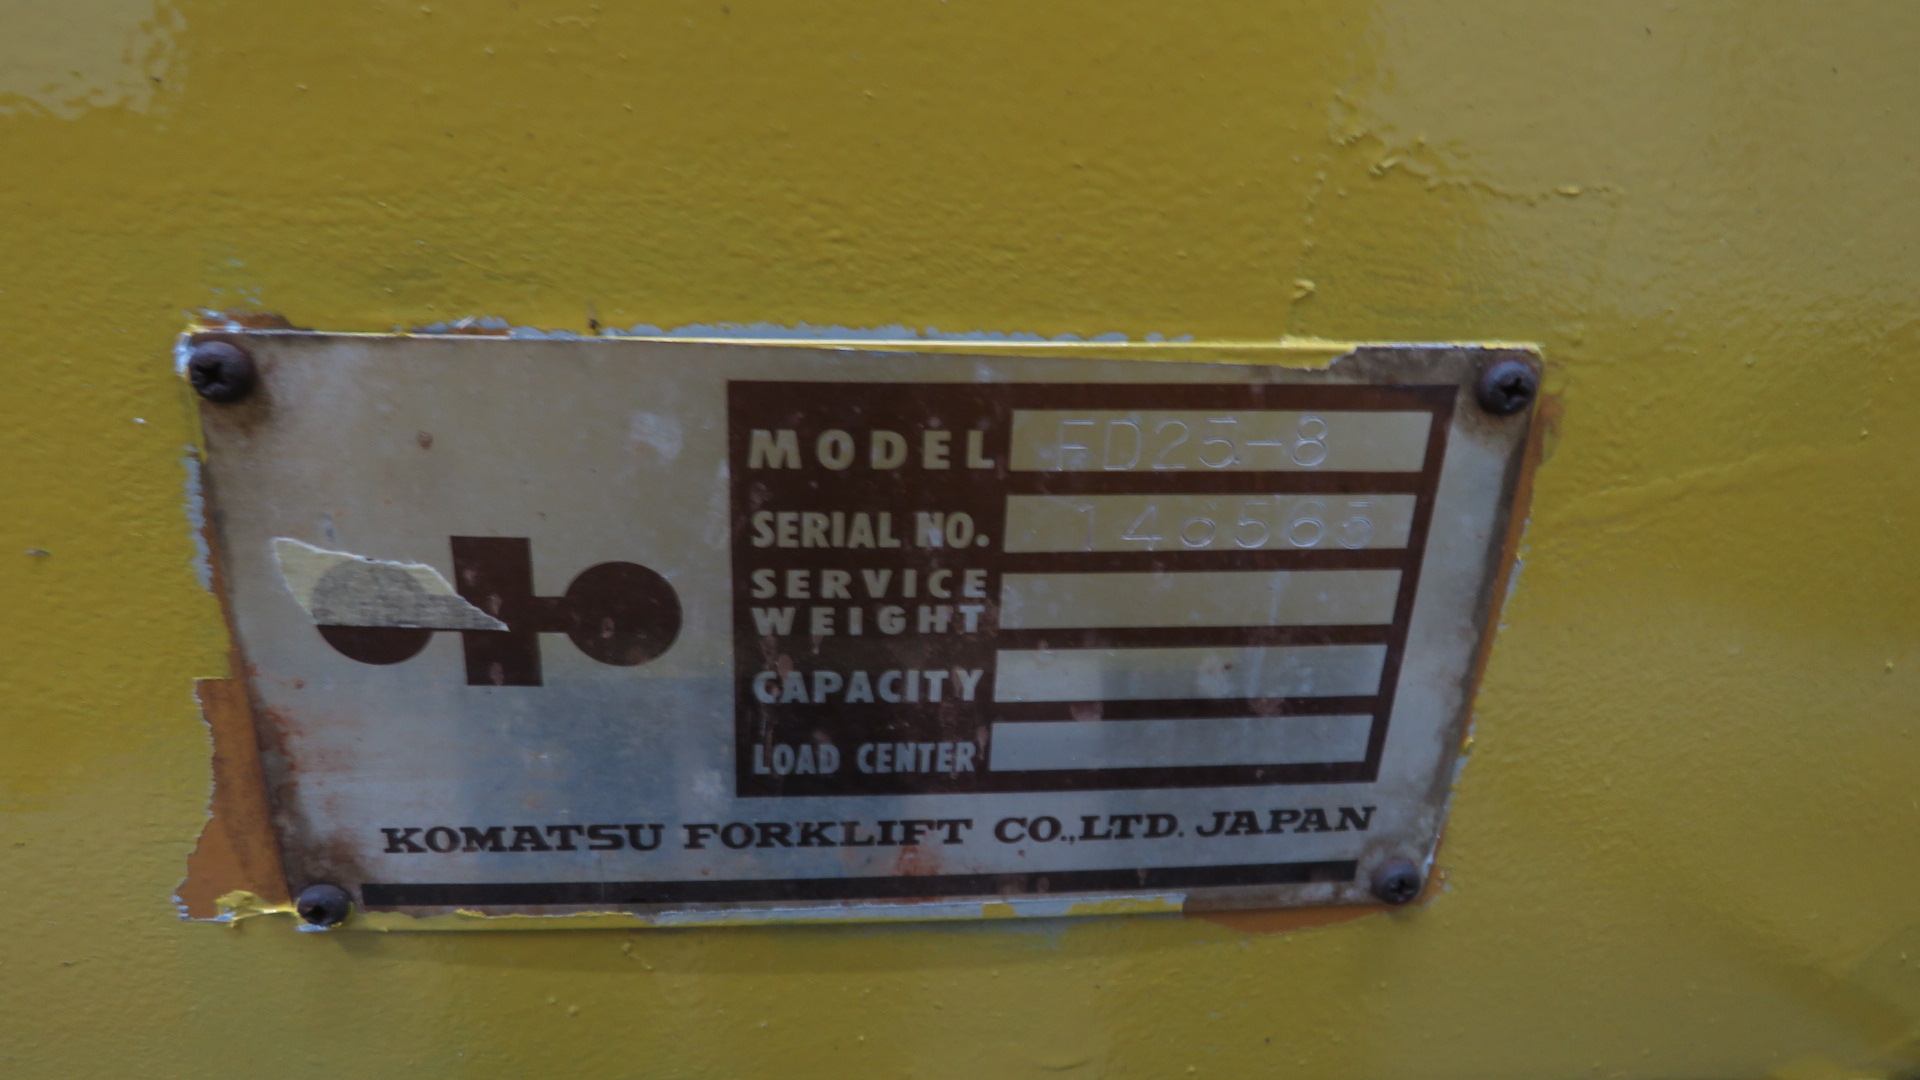 MODEL FD25-8
SERIAL NO. 146565
SERVICE
WEIGHT
CAPACITY
LOAD CENTER
KOMATSU FORKLIFT CO.,LTD. JAPAN